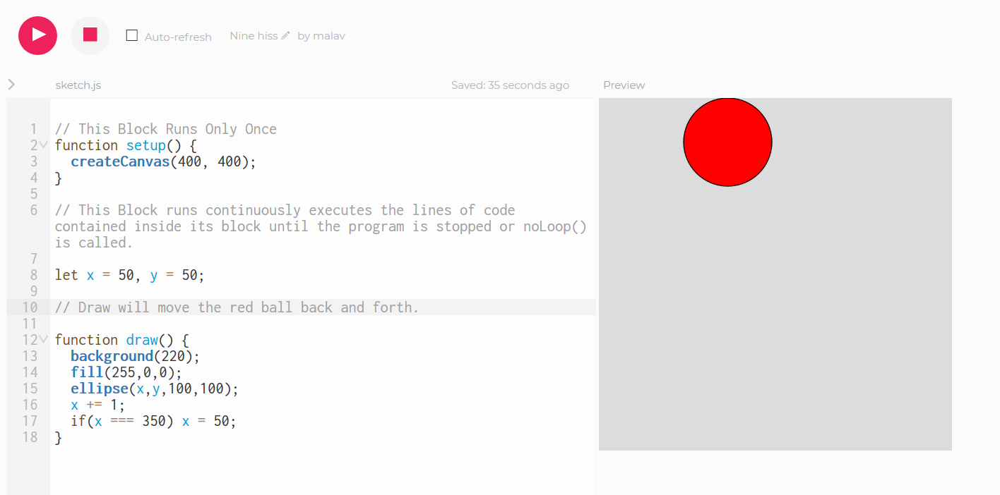 Auto-refresh Nine hiss by malav
sketch.js Saved: 35 seconds ago Preview
1 // This Block Runs Only Once
2 function setup() {
3 createCanvas(400, 400);
4 }
5
6 // This Block runs continuously executes the lines of code
contained inside its block until the program is stopped or noLoop()
is called.
7
8 let x = 50, y = 50;
9
10 // Draw will move the red ball back and forth.
11
12 function draw() {
13 background(220);
14 fill(255,0,0);
15 ellipse(x,y,100,100);
16 x += 1;
17 if(x === 350) x = 50;
18 }